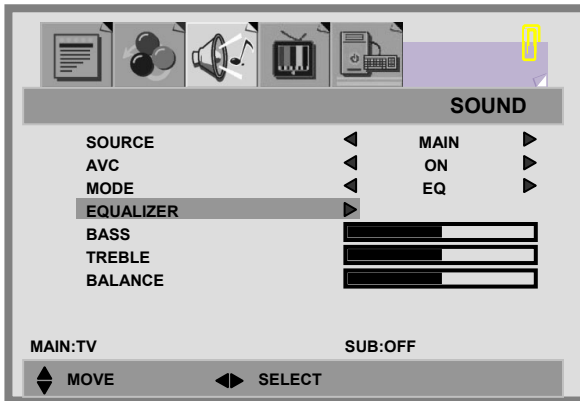 SOUND
SOURCE MAIN
AVC ON
MODE EQ
EQUALIZER
BASS
TREBLE
BALANCE
MAIN:TV SUB:OFF
MOVE SELECT